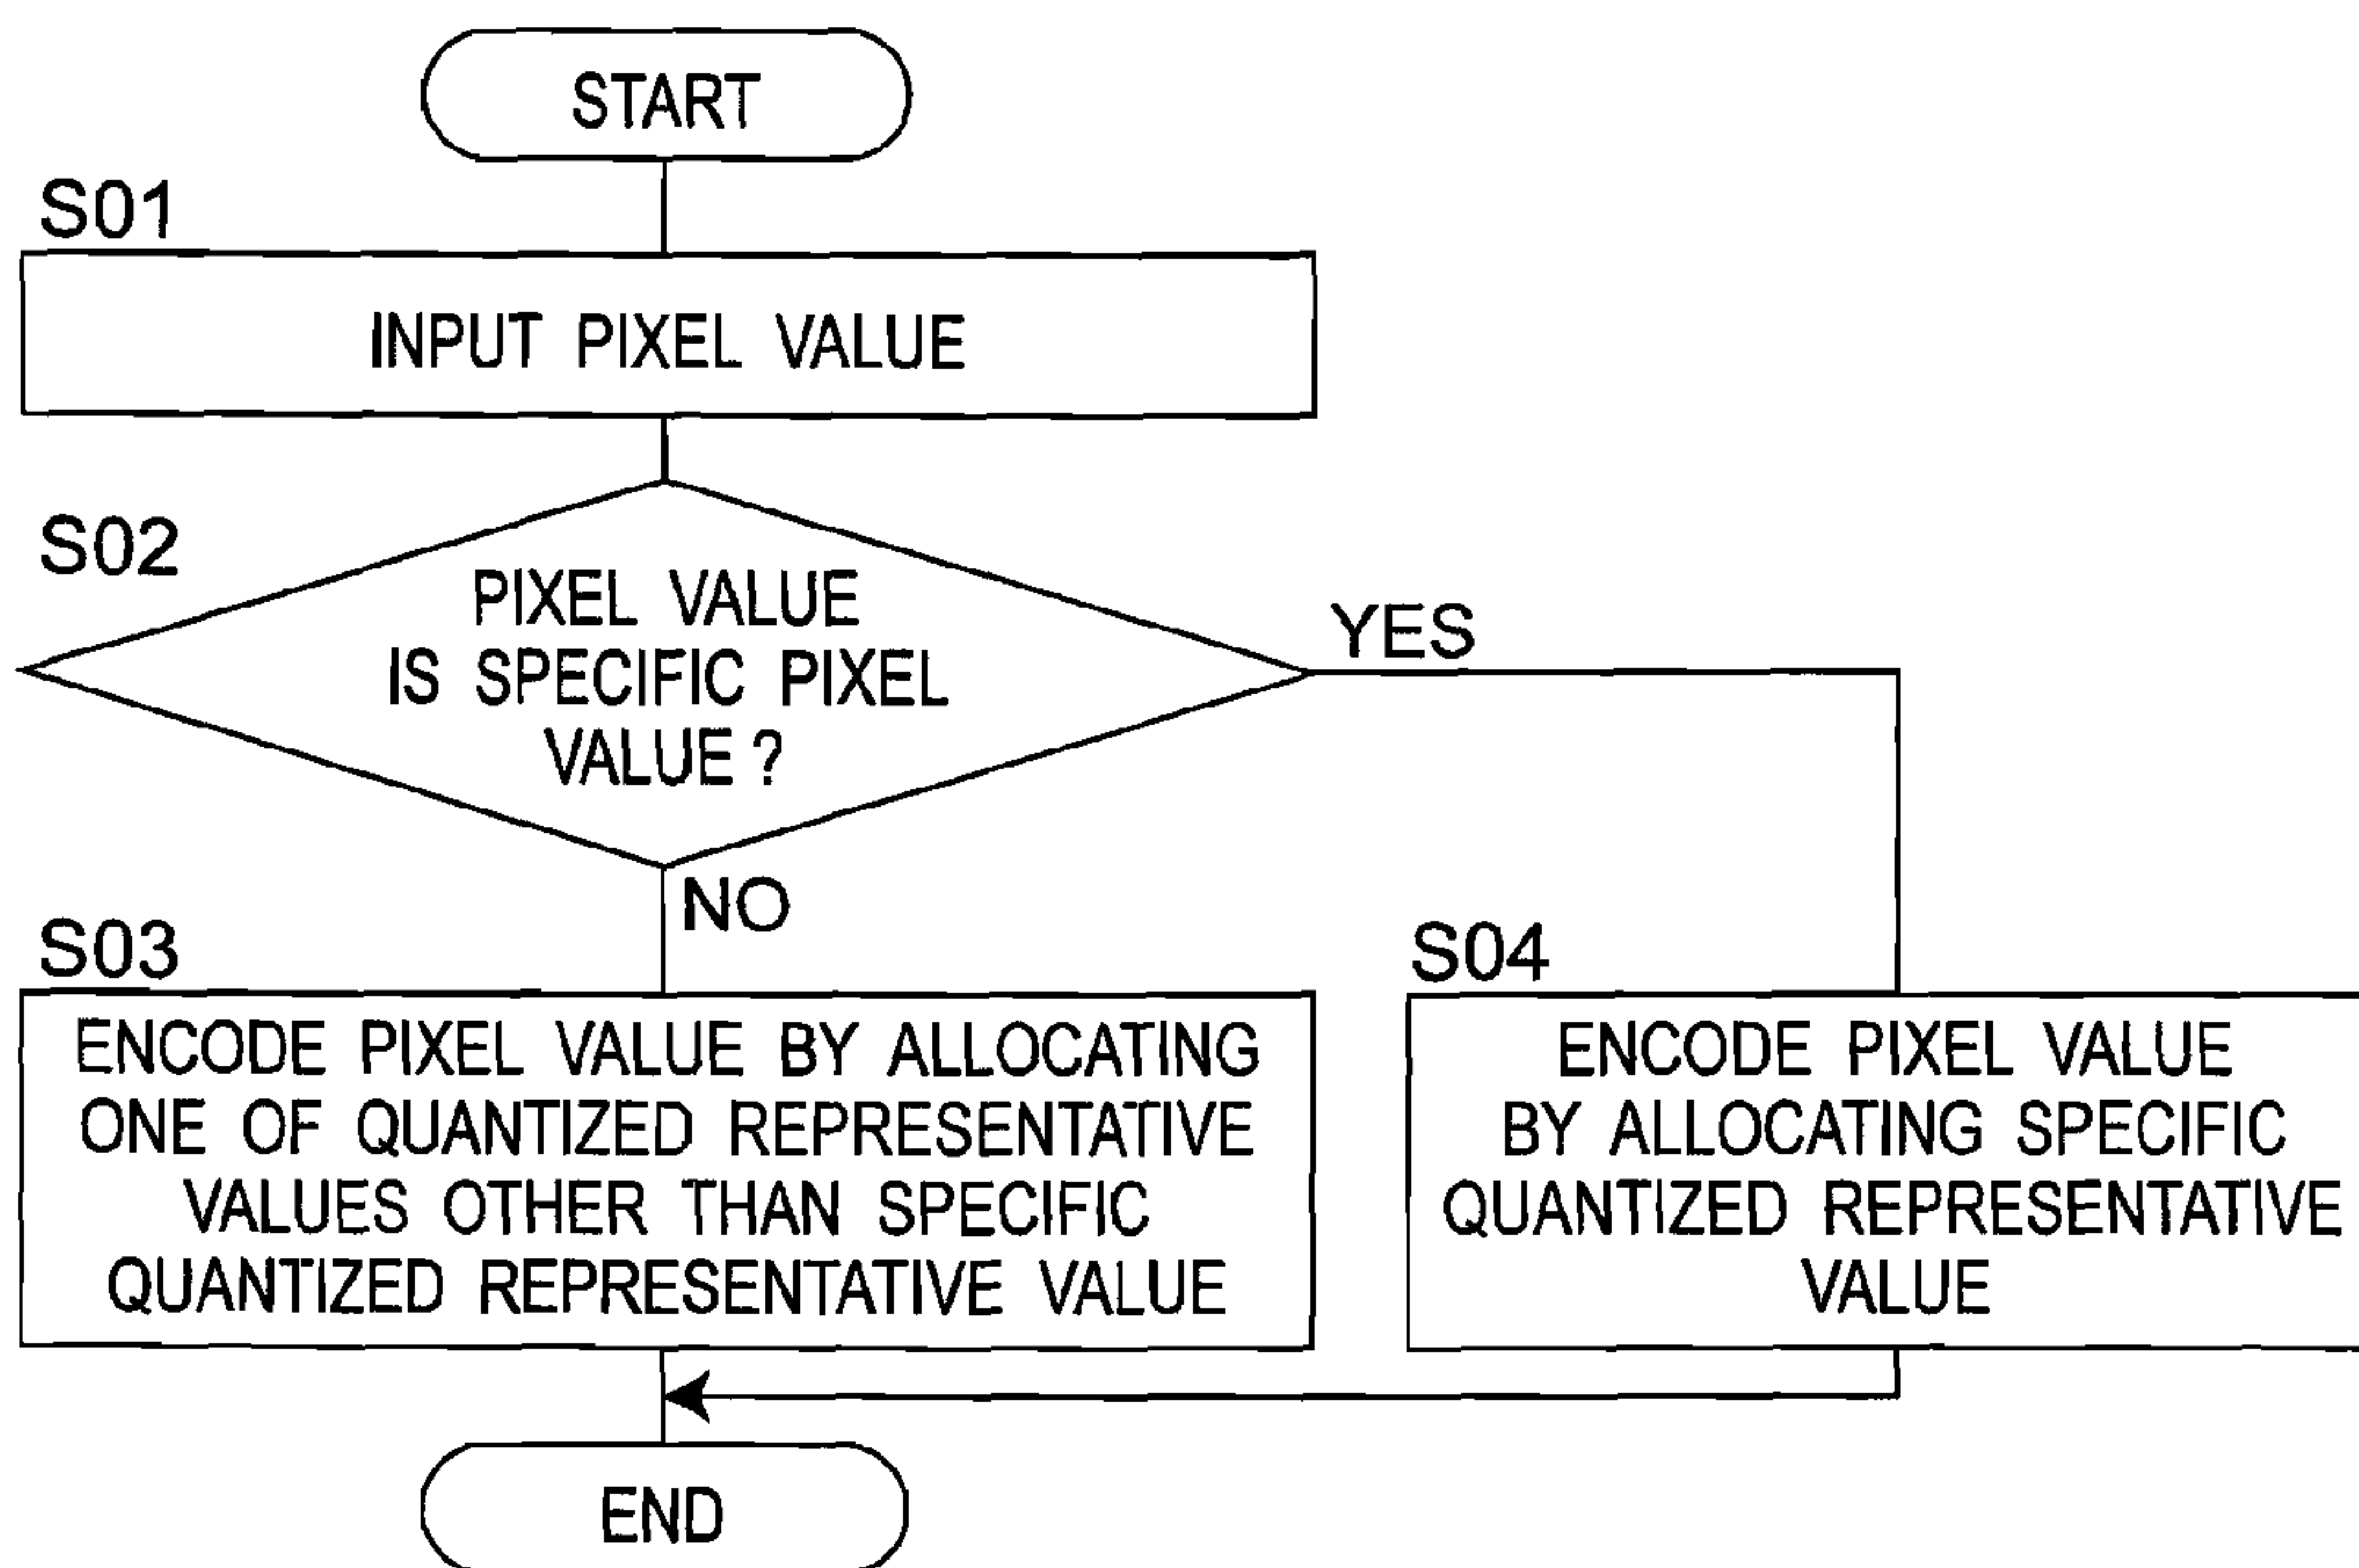 START
S01
INPUT PIXEL VALUE
S02
PIXEL VALUE
IS SPECIFIC PIXEL
VALUE ?
YES
NO
S03
ENCODE PIXEL VALUE BY ALLOCATING
ONE OF QUANTIZED REPRESENTATIVE
VALUES OTHER THAN SPECIFIC
QUANTIZED REPRESENTATIVE VALUE
S04
ENCODE PIXEL VALUE
BY ALLOCATING SPECIFIC
QUANTIZED REPRESENTATIVE
VALUE
END